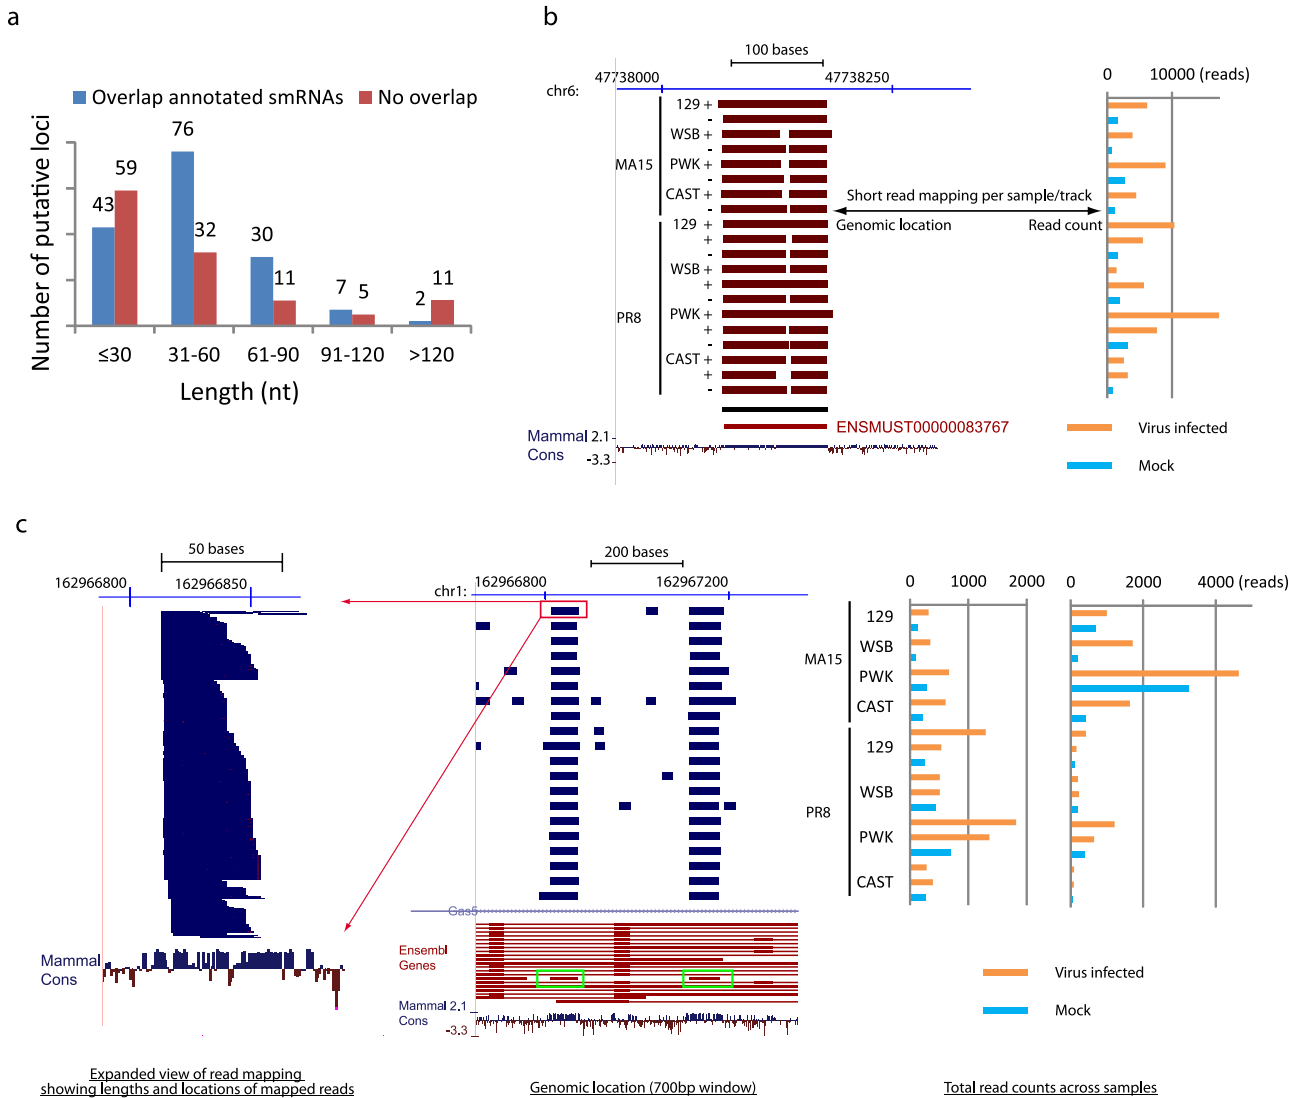 a
Overlap annotated smRNAs
No overlap
Number of putative loci
43
59
76
32
30
11
7
5
2
11
≤30
31-60
61-90
91-120
>120
Length (nt)
b
100 bases
47738000
47738250
chr6:
0
10000 (reads)
MA15
129 +
-
WSB +
-
PWK +
-
CAST +
-
PR8
129 +
+
-
WSB +
+
-
PWK +
+
-
CAST +
+
-
Short read mapping per sample/track
Genomic location
Read count
ENSMUST00000083767
Mammal 2.1
Cons
-3.3
Virus infected
Mock
c
50 bases
162966800
162966850
Mammal
Cons
200 bases
162966800
162967200
chr1:
Gas5
Ensembl
Genes
Mammal 2.1
Cons
-3.3
0
1000
2000
0
2000
4000 (reads)
MA15
129
WSB
PWK
CAST
PR8
129
WSB
PWK
CAST
Virus infected
Mock
Expanded view of read mapping
showing lengths and locations of mapped reads
Genomic location (700bp window)
Total read counts across samples